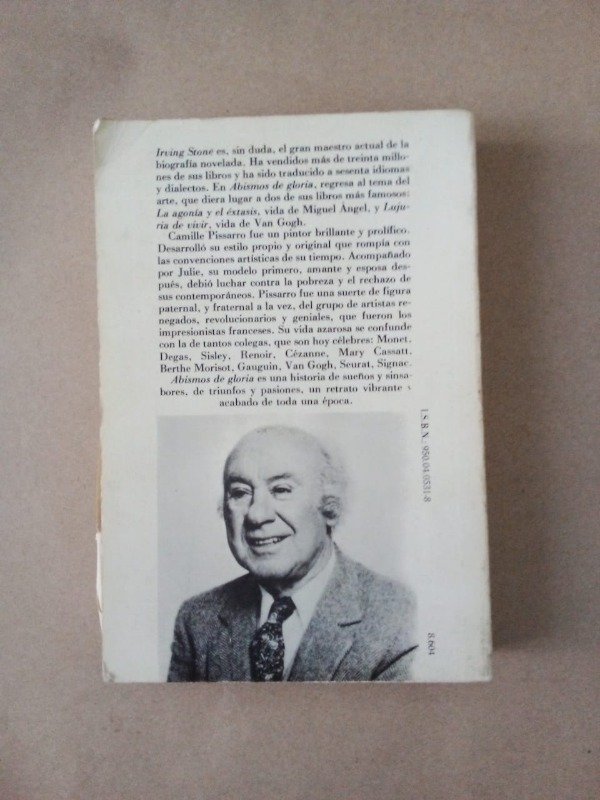 Irving Stone es, sin duda, el gran maestro actual de la
biografía novelada. Ha vendidos más de treinta millo-
nes de sus libros y ha sido traducido a sesenta idiomas
y dialectos. En Abismos de gloria, regresa al tema del
arte, que diera lugar a dos de sus libros más famosos:
La agonía y el éxtasis, vida de Miguel Ángel, y Luju-
ria de vivir, vida de Van Gogh.
Camille Pissarro fue un pintor brillante y prolífico.
Desarrolló su estilo propio y original que rompía con
las convenciones artísticas de su tiempo. Acompañado
por Julie, su modelo primero, amante y esposa des-
pués, debió luchar contra la pobreza y el rechazo de
sus contemporáneos. Pissarro fue una suerte de figura
paternal, y fraternal a la vez, del grupo de artistas re-
negados, revolucionarios y geniales, que fueron los
impresionistas franceses. Su vida azarosa se confunde
con la de tantos colegas, que son hoy célebres: Monet,
Degas, Sisley, Renoir, Cézanne, Mary Cassatt,
Berthe Morisot, Gauguin, Van Gogh, Seurat, Signac.
Abismos de gloria es una historia de sueños y sinsa-
bores, de triunfos y pasiones, un retrato vibrante y
acabado de toda una época.
I.S.B.N.: 950.04.0531-8
8.604